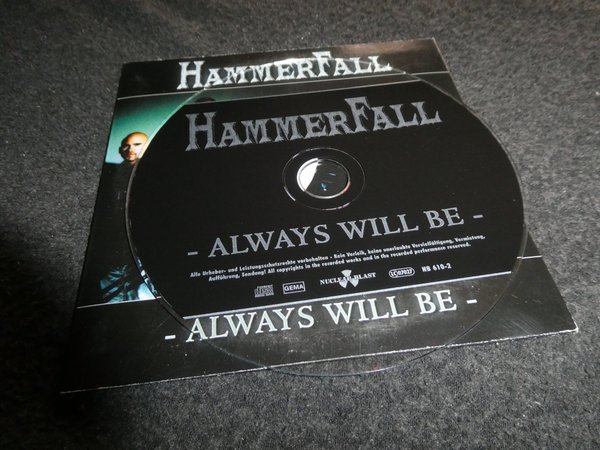 HAMMERFALL
HAMMERFALL
- ALWAYS WILL BE -
Alle Urheber- und Leistungsschutzrechte vorbehalten - Kein Verleih, keine unerlaubte Vervielfältigung, Vermietung,
Aufführung, Sendung! All copyrights in the recorded works and in the recorded performance reserved.
GEMA
NUCLEAR BLAST
LC 07027
NB 610-2
- ALWAYS WILL BE -